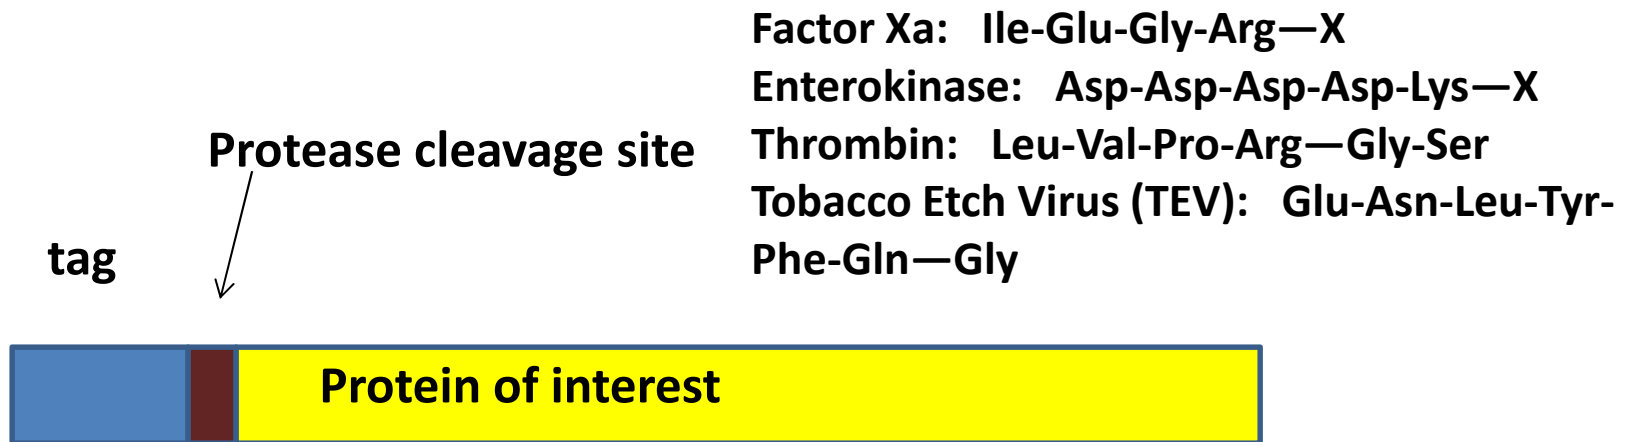 Factor Xa:   Ile-Glu-Gly-Arg—X
Enterokinase:   Asp-Asp-Asp-Asp-Lys—X
Protease cleavage site
Thrombin:   Leu-Val-Pro-Arg—Gly-Ser
Tobacco Etch Virus (TEV):   Glu-Asn-Leu-Tyr-
Phe-Gln—Gly
tag
Protein of interest